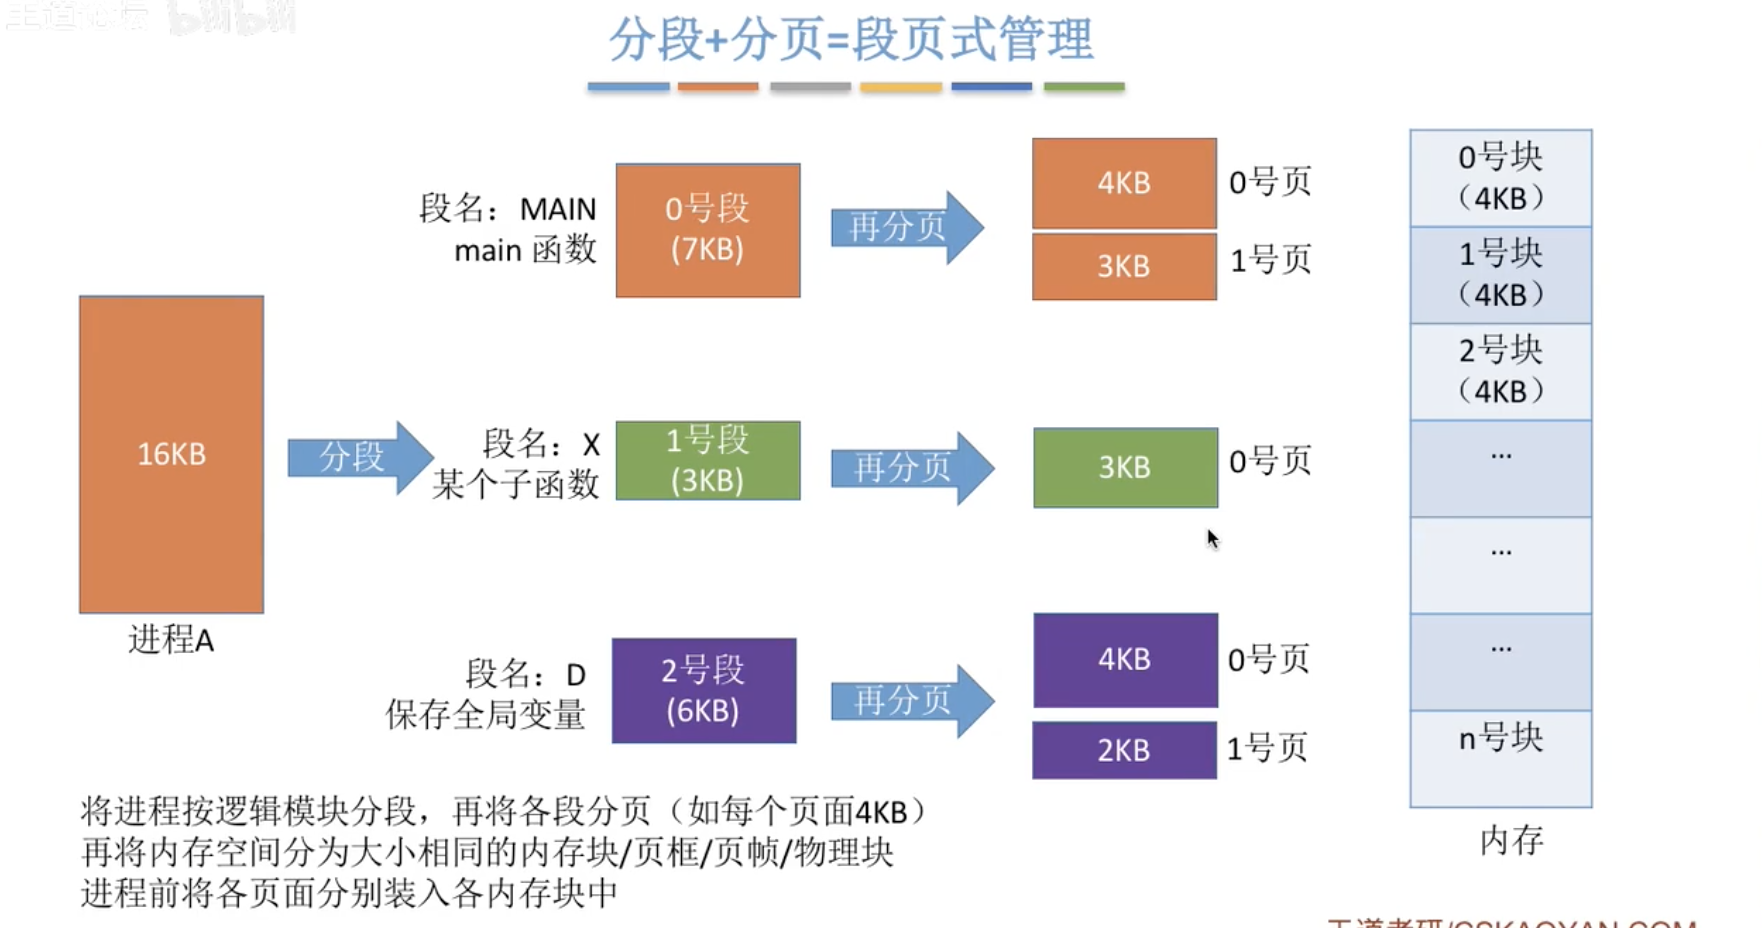 王道论坛 bilibili
分段+分页=段页式管理
段名：MAIN
main 函数
0号段
(7KB)
再分页
4KB
0号页
3KB
1号页
16KB
进程A
分段
段名：X
某个子函数
1号段
(3KB)
再分页
3KB
0号页
段名：D
保存全局变量
2号段
(6KB)
再分页
4KB
0号页
2KB
1号页
0号块
（4KB）
1号块
（4KB）
2号块
（4KB）
...
...
...
n号块
内存
将进程按逻辑模块分段，再将各段分页（如每个页面4KB）
再将内存空间分为大小相同的内存块/页框/页帧/物理块
进程前将各页面分别装入各内存块中
王道考研/CSKAOYAN.COM